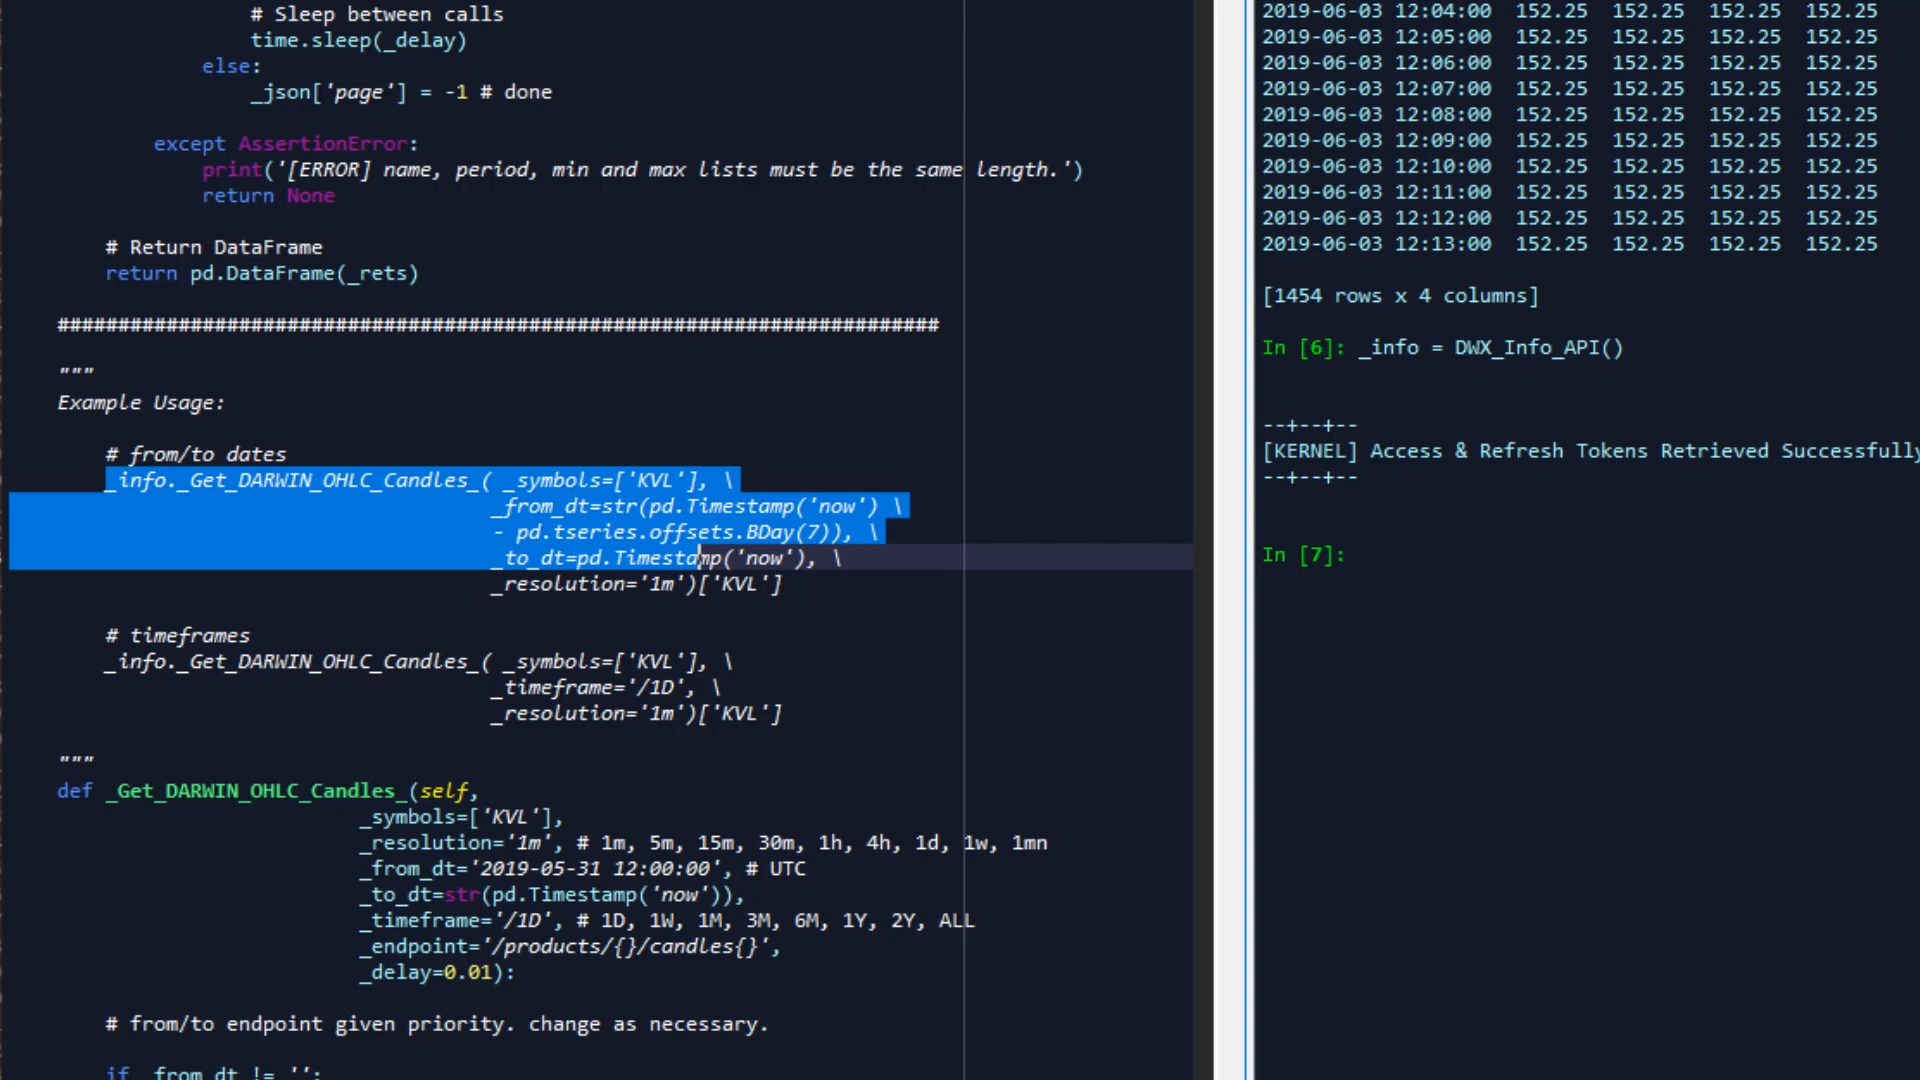 # Sleep between calls
time.sleep(_delay)
else:
_json['page'] = -1 # done
except AssertionError:
print('[ERROR] name, period, min and max lists must be the same length.')
return None
# Return DataFrame
return pd.DataFrame(_rets)
#########################################################################
"""
Example Usage:
# from/to dates
_info._Get_DARWIN_OHLC_Candles_( _symbols=['KVL'], \
_from_dt=str(pd.Timestamp('now') \
- pd.tseries.offsets.BDay(7)), \
_to_dt=pd.Timestamp('now'), \
_resolution='1m')['KVL']
# timeframes
_info._Get_DARWIN_OHLC_Candles_( _symbols=['KVL'], \
_timeframe='/1D', \
_resolution='1m')['KVL']
"""
def _Get_DARWIN_OHLC_Candles_(self,
_symbols=['KVL'],
_resolution='1m', # 1m, 5m, 15m, 30m, 1h, 4h, 1d, 1w, 1mn
_from_dt='2019-05-31 12:00:00', # UTC
_to_dt=str(pd.Timestamp('now')),
_timeframe='/1D', # 1D, 1W, 1M, 3M, 6M, 1Y, 2Y, ALL
_endpoint='/products/{}/candles{}',
_delay=0.01):
# from/to endpoint given priority. change as necessary.
if _from_dt != '':
2019-06-03 12:04:00 152.25 152.25 152.25 152.25
2019-06-03 12:05:00 152.25 152.25 152.25 152.25
2019-06-03 12:06:00 152.25 152.25 152.25 152.25
2019-06-03 12:07:00 152.25 152.25 152.25 152.25
2019-06-03 12:08:00 152.25 152.25 152.25 152.25
2019-06-03 12:09:00 152.25 152.25 152.25 152.25
2019-06-03 12:10:00 152.25 152.25 152.25 152.25
2019-06-03 12:11:00 152.25 152.25 152.25 152.25
2019-06-03 12:12:00 152.25 152.25 152.25 152.25
2019-06-03 12:13:00 152.25 152.25 152.25 152.25
[1454 rows x 4 columns]
In [6]: _info = DWX_Info_API()
--+--+--
[KERNEL] Access & Refresh Tokens Retrieved Successfully
--+--+--
In [7]: